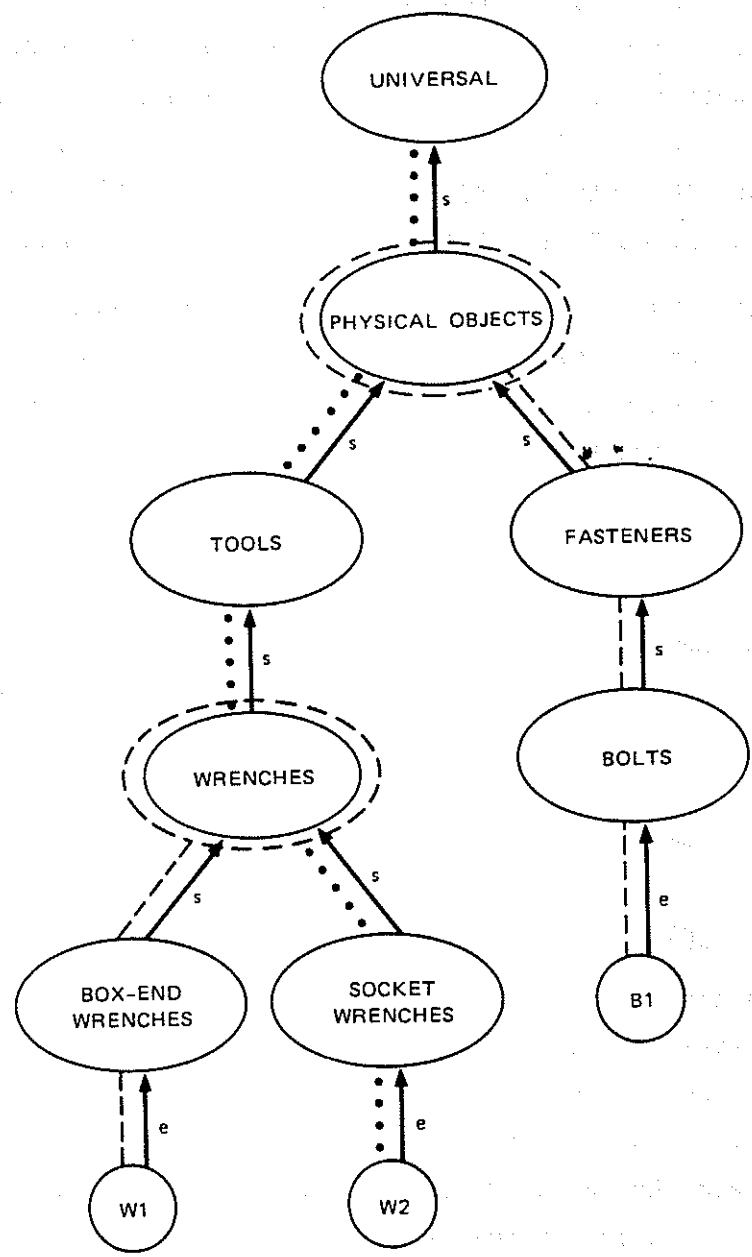 UNIVERSAL
s
PHYSICAL OBJECTS
s
s
TOOLS
FASTENERS
s
s
WRENCHES
BOLTS
s
s
e
BOX-END
WRENCHES
SOCKET
WRENCHES
B1
e
e
W1
W2